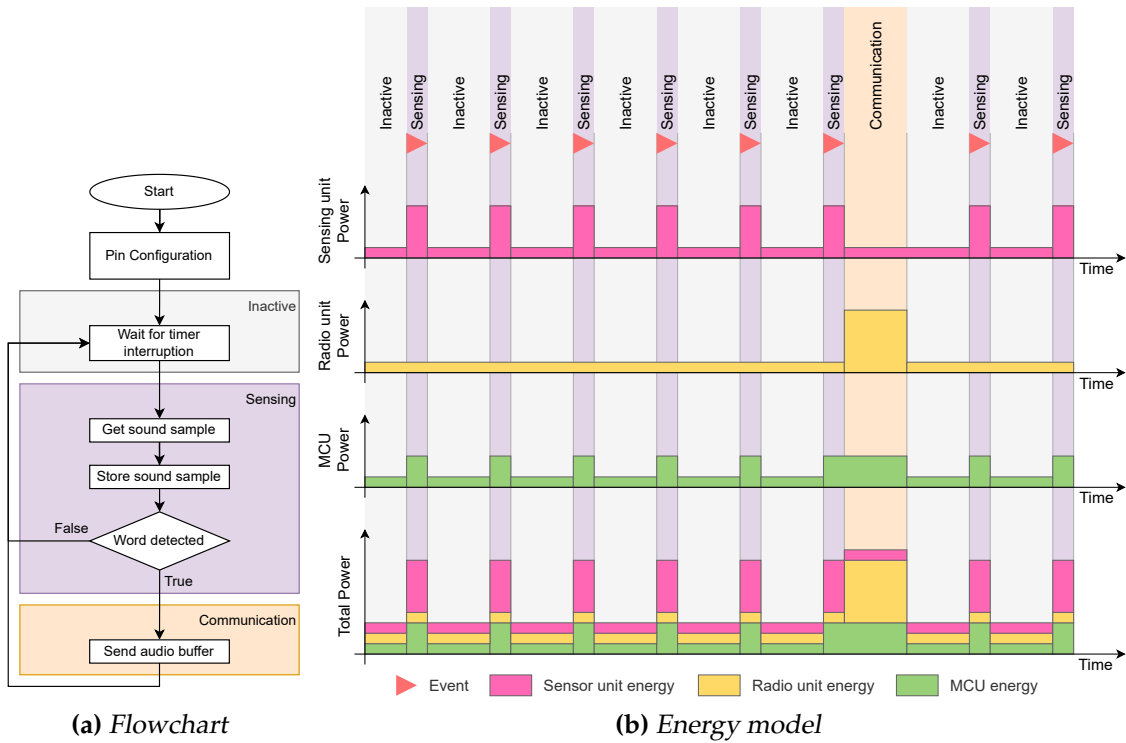 Start
Pin Configuration
Inactive
Wait for timer
interruption
Sensing
Get sound sample
Store sound sample
False
Word detected
True
Communication
Send audio buffer
(a) Flowchart
Inactive
Sensing
Inactive
Sensing
Inactive
Sensing
Inactive
Sensing
Inactive
Sensing
Inactive
Sensing
Communication
Inactive
Sensing
Inactive
Sensing
Sensing unit
Power
Time
Radio unit
Power
Time
MCU
Power
Time
Total Power
Time
Event
Sensor unit energy
Radio unit energy
MCU energy
(b) Energy model